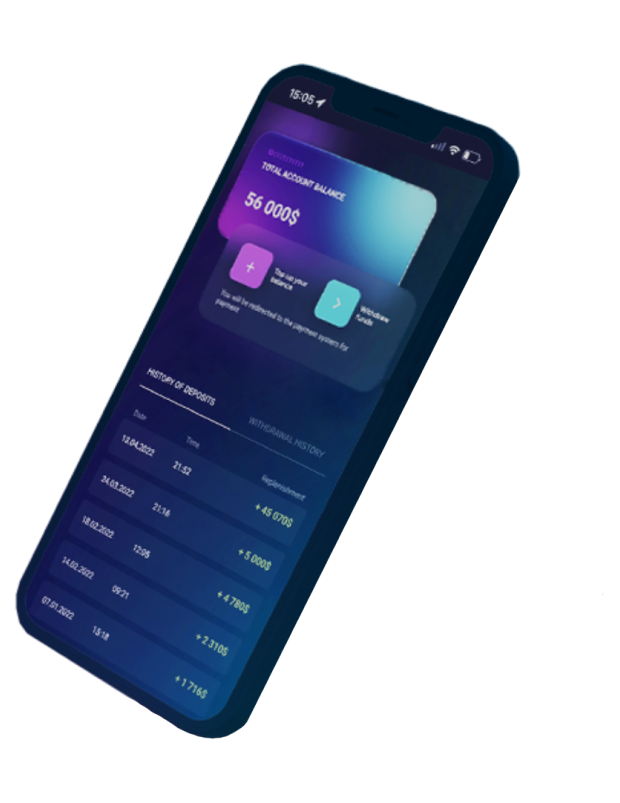 15:05
TOTAL ACCOUNT BALANCE
56 000$
+
The up your
balance
>
Withdraw
funds
You will be redirected to the payment system for
payment
HISTORY OF DEPOSITS
WITHDRAWAL HISTORY
Date
Time
Replenishment
13.04.2022 21:52 + 45 070$
24.03.2022 21:16 + 5 000$
18.02.2022 12:05 + 4 780$
14.02.2022 09:21 + 2 310$
07.01.2022 15:18 + 1 716$